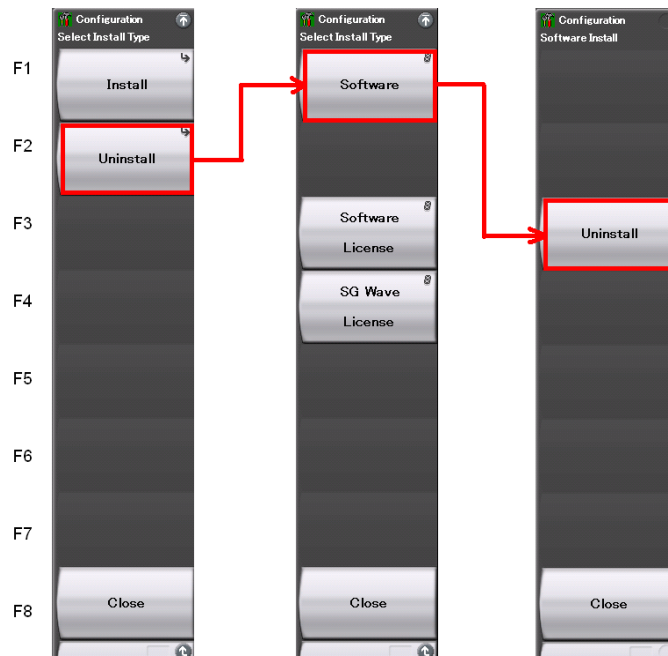 Configuration
Select Install Type
Install
Uninstall
Close
Configuration
Select Install Type
Software
Software
License
SG Wave
License
Close
Configuration
Software Install
Uninstall
Close
F1
F2
F3
F4
F5
F6
F7
F8